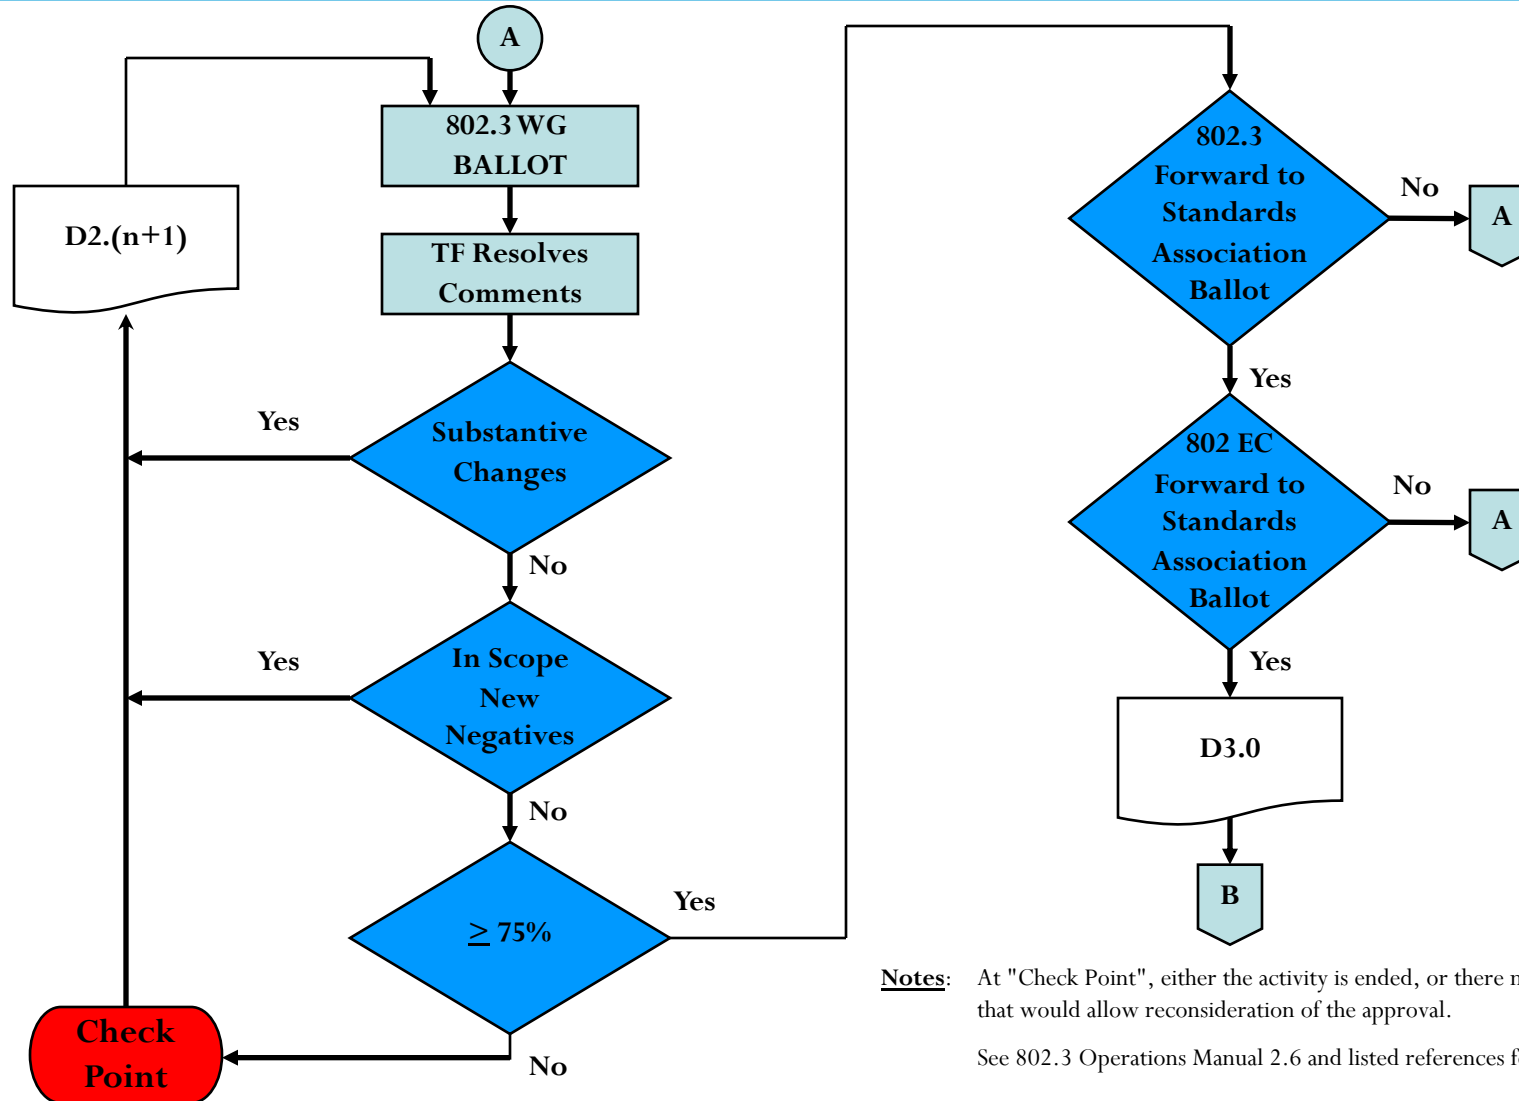 A
802.3 WG
BALLOT
D2.(n+1)
TF Resolves
Comments
Yes
Substantive
Changes
No
Yes
In Scope
New
Negatives
No
≥ 75%
Yes
Check
Point
No
802.3
Forward to
Standards
Association
Ballot
No
A
Yes
802 EC
Forward to
Standards
Association
Ballot
No
A
Yes
D3.0
B
Notes: At "Check Point", either the activity is ended, or there
that would allow reconsideration of the approval.
See 802.3 Operations Manual 2.6 and listed references